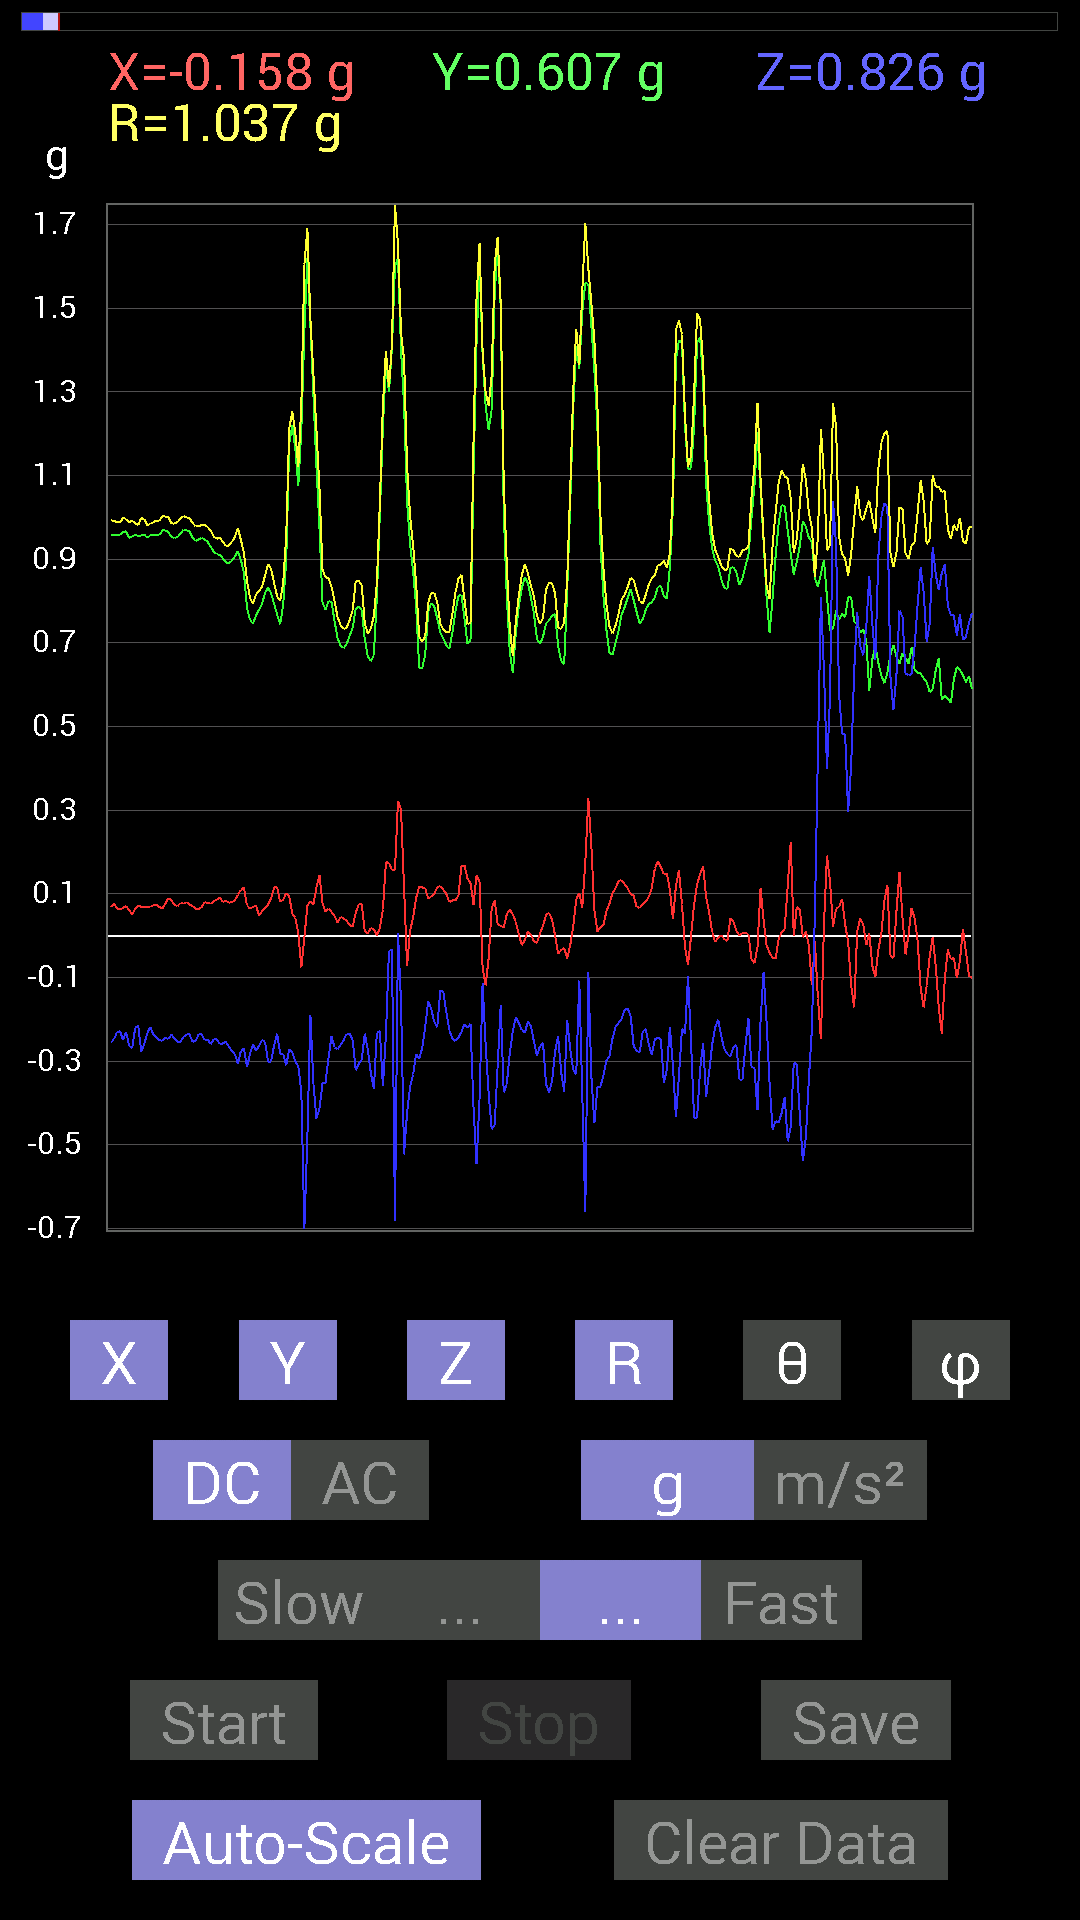 X=-0.158 g Y=0.607 g Z=0.826 g
R=1.037 g
g
1.7
1.5
1.3
1.1
0.9
0.7
0.5
0.3
0.1
-0.1
-0.3
-0.5
-0.7
X Y Z R θ φ
DC AC g m/s²
Slow ... ... Fast
Start Stop Save
Auto-Scale Clear Data